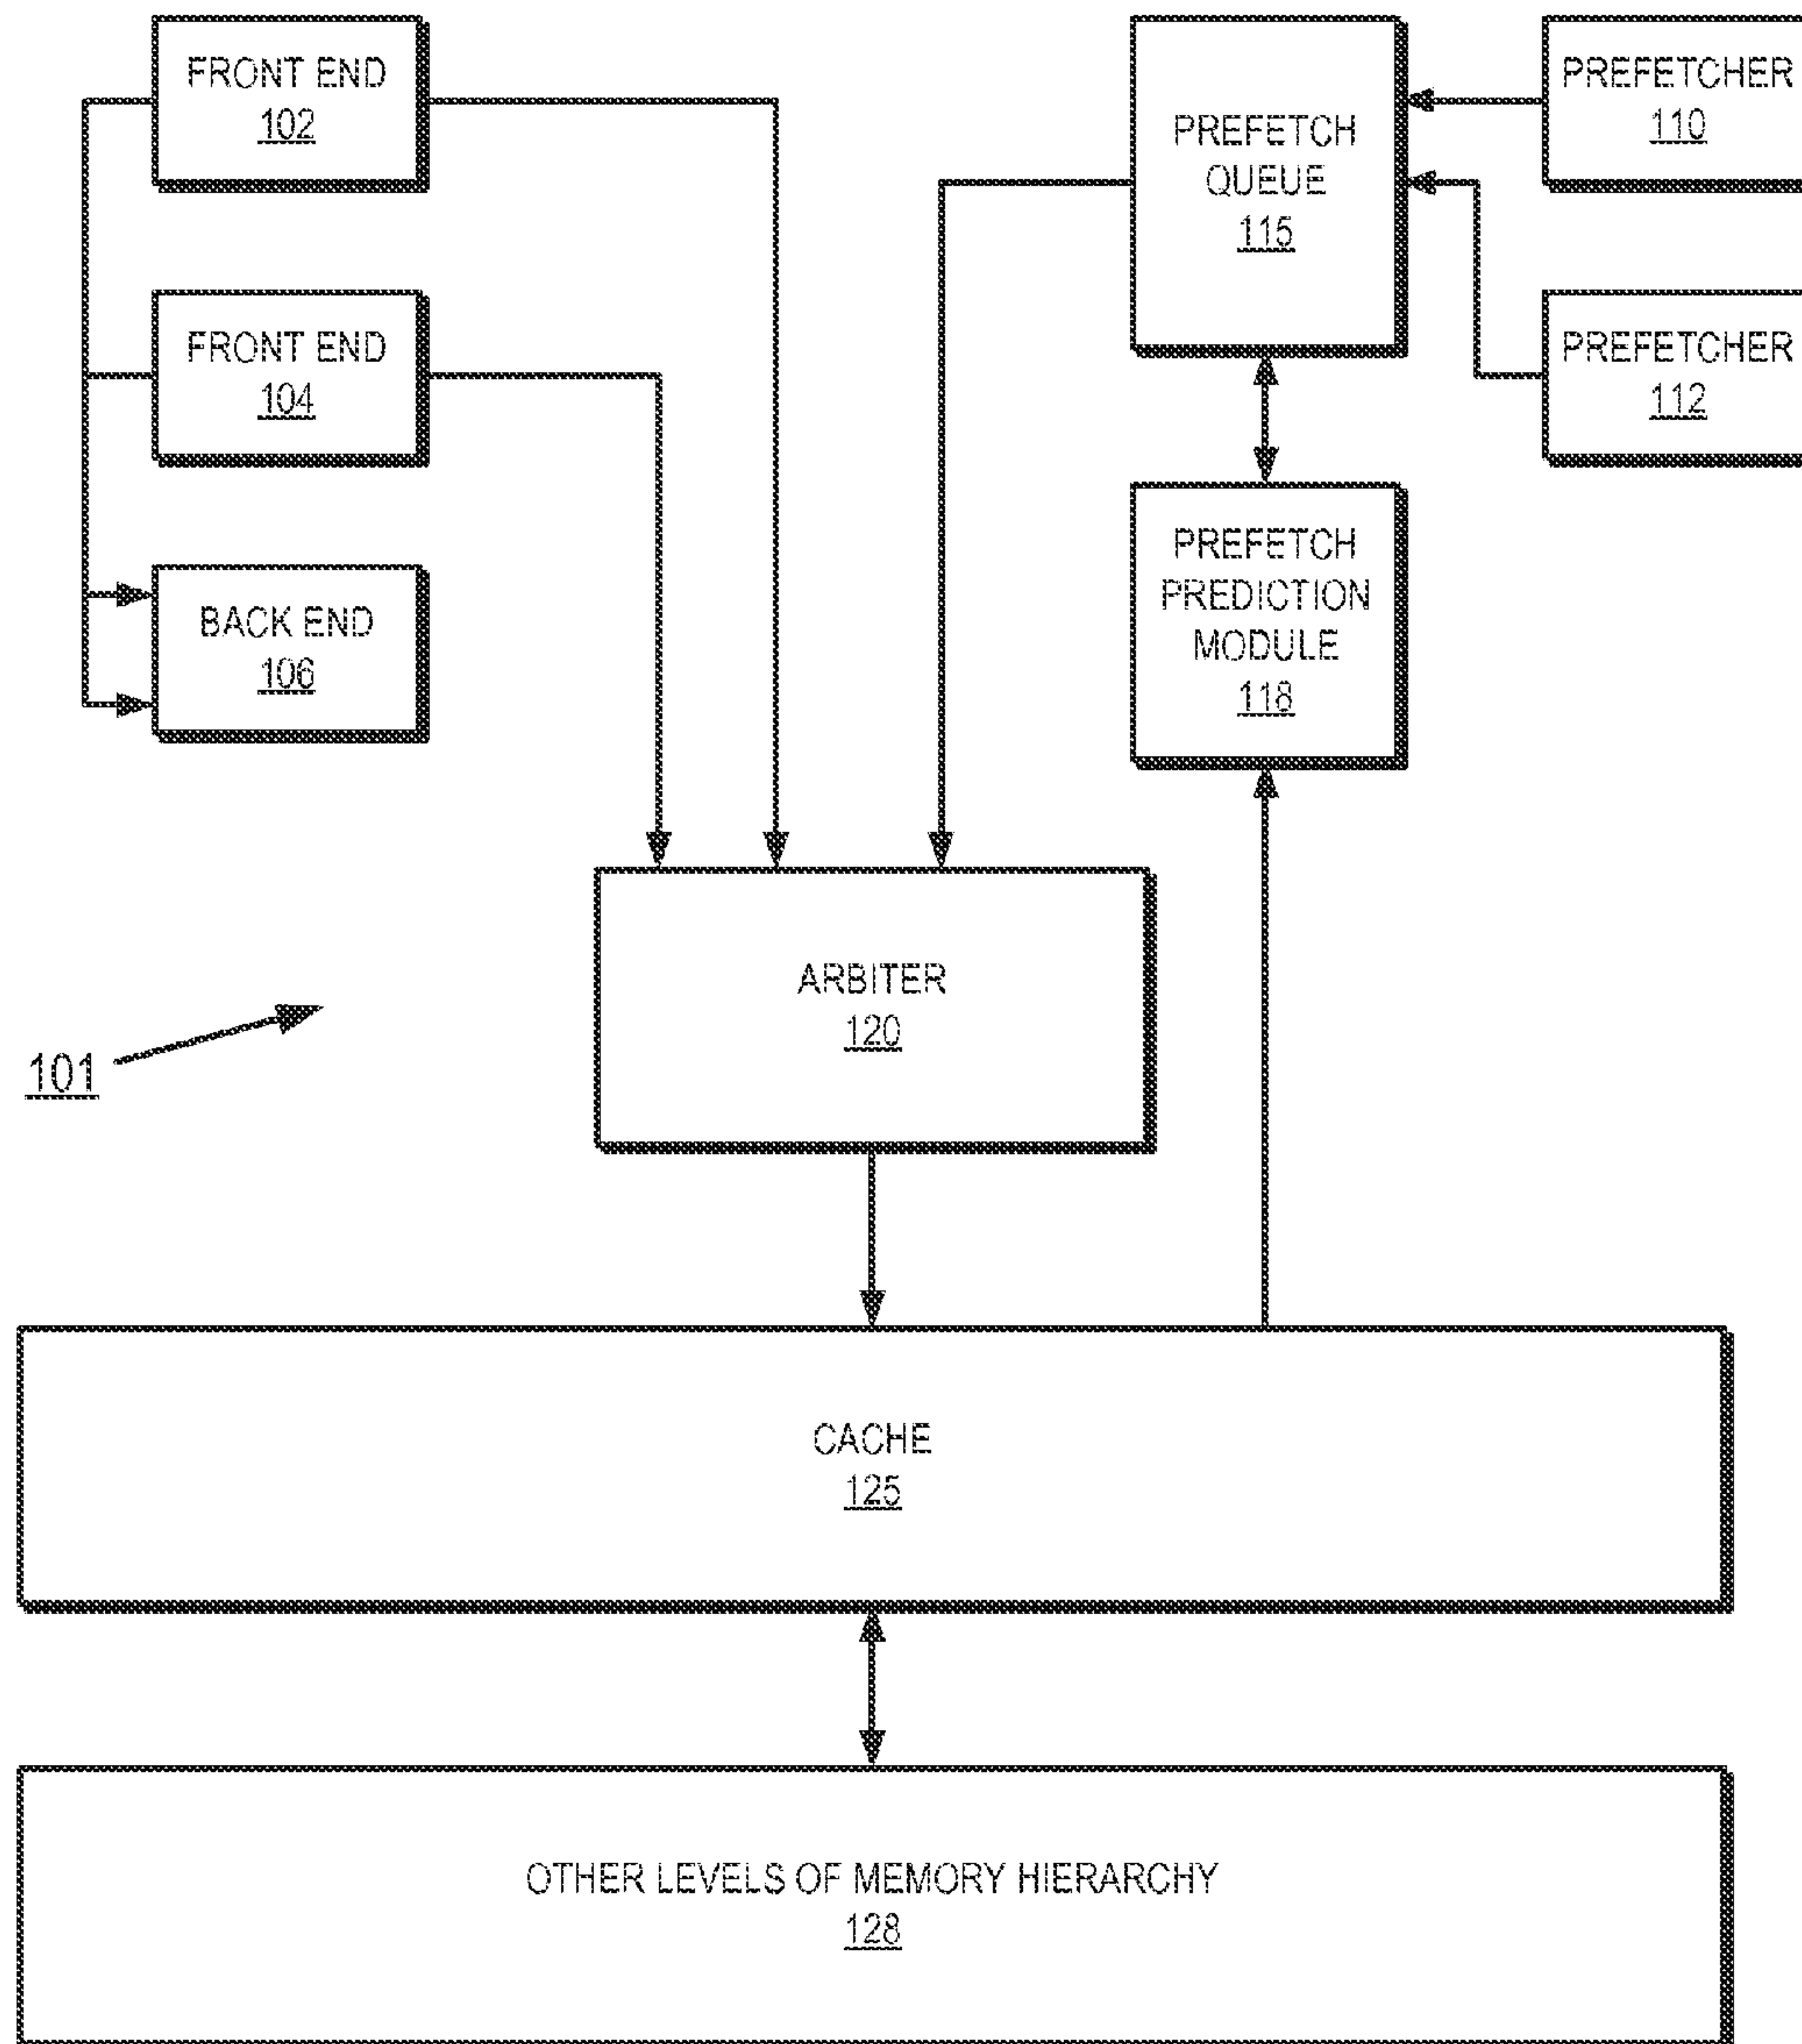 FRONT END
102
PREFETCH
QUEUE
115
PREFETCHER
110
FRONT END
104
PREFETCHER
112
BACK END
106
PREFETCH
PREDICTION
MODULE
118
ARBITER
120
101
CACHE
125
OTHER LEVELS OF MEMORY HIERARCHY
128